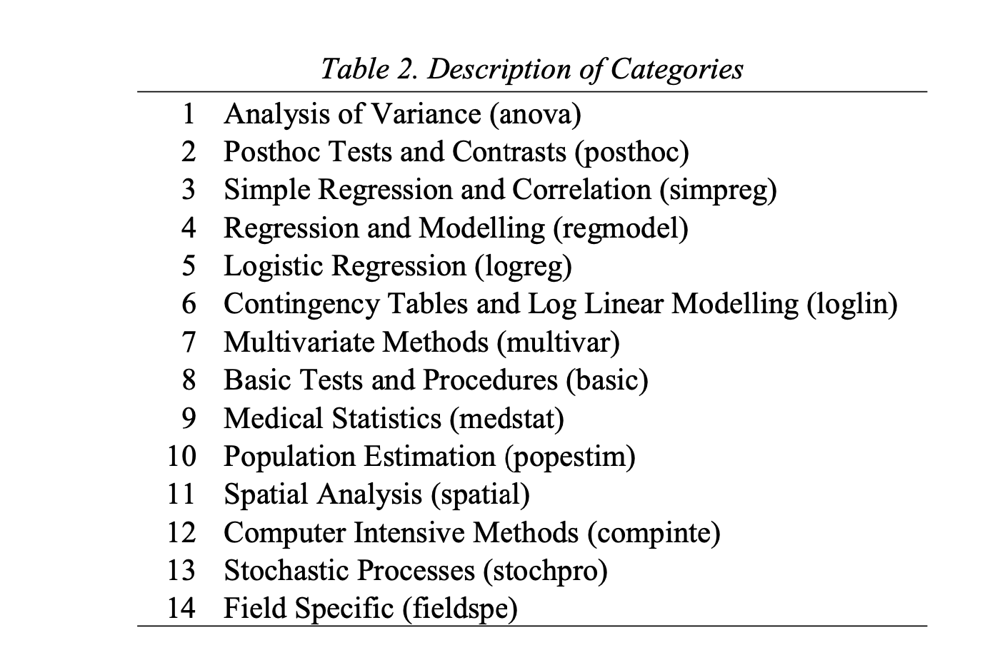 Table 2. Description of Categories
1 Analysis of Variance (anova)
2 Posthoc Tests and Contrasts (posthoc)
3 Simple Regression and Correlation (simpreg)
4 Regression and Modelling (regmodel)
5 Logistic Regression (logreg)
6 Contingency Tables and Log Linear Modelling (loglin)
7 Multivariate Methods (multivar)
8 Basic Tests and Procedures (basic)
9 Medical Statistics (medstat)
10 Population Estimation (popestim)
11 Spatial Analysis (spatial)
12 Computer Intensive Methods (compinte)
13 Stochastic Processes (stochpro)
14 Field Specific (fieldspe)